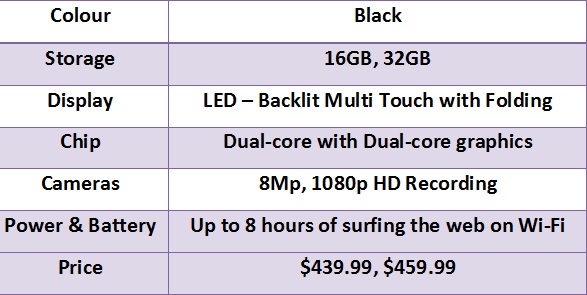 Colour Black
Storage 16GB, 32GB
Display LED – Backlit Multi Touch with Folding
Chip Dual-core with Dual-core graphics
Cameras 8Mp, 1080p HD Recording
Power & Battery Up to 8 hours of surfing the web on Wi-Fi
Price $439.99, $459.99